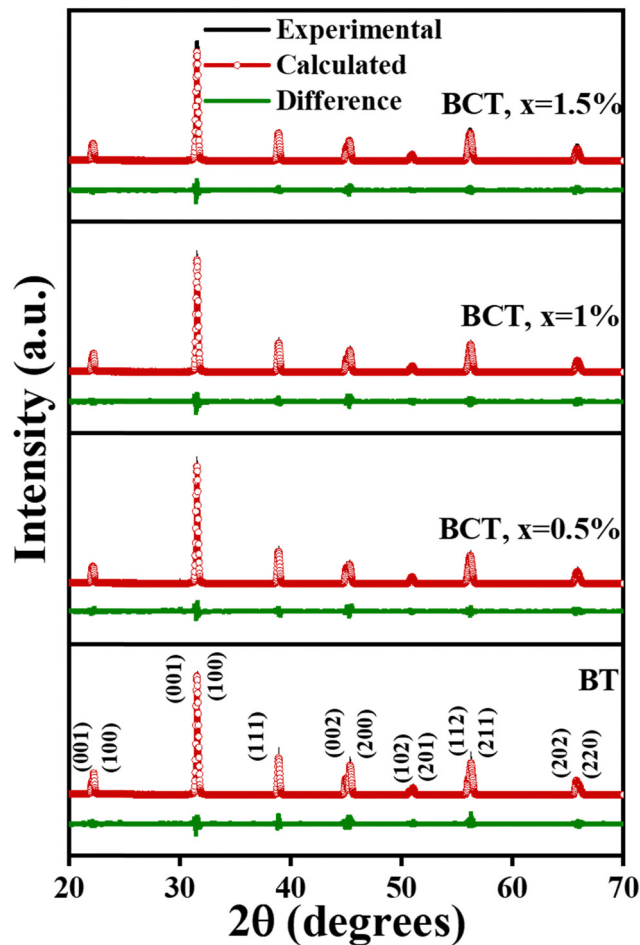 Experimental
Calculated
Difference
BCT, x=1.5%
BCT, x=1%
BCT, x=0.5%
BT
(001)
(100)
(001)
(100)
(111)
(002)
(200)
(102)
(201)
(112)
(211)
(202)
(220)
Intensity (a.u.)
20 30 40 50 60 70
2θ (degrees)